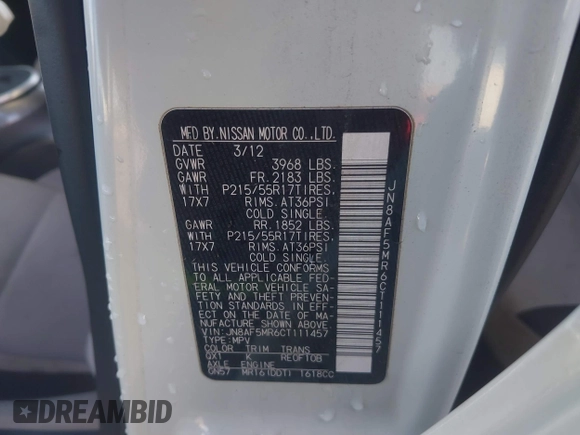 MFD BY NISSAN MOTOR CO.,LTD.
DATE 3/12
GVWR 3968 LBS.
GAWR FR. 2183 LBS.
WITH P215/55R17TIRES.
17X7 RIMS. AT36PSI
COLD SINGLE.
GAWR RR. 1852 LBS.
WITH P215/55R17TIRES.
17X7 RIMS. AT36PSI
COLD SINGLE.
THIS VEHICLE CONFORMS
TO ALL APPLICABLE FED-
ERAL MOTOR VEHICLE SA-
FETY AND THEFT PREVEN-
TION STANDARDS IN EFF-
ECT ON THE DATE OF MA-
NUFACTURE SHOWN ABOVE.
VIN:JN8AF5MR6CT111457
TYPE:MPV
COLOR TRIM TRANS
QX1 K RE0F10B
AXLE ENGINE
GN57 MR16(DDT) 1618CC
JN8AF5MR6CT111457
DREAMBID